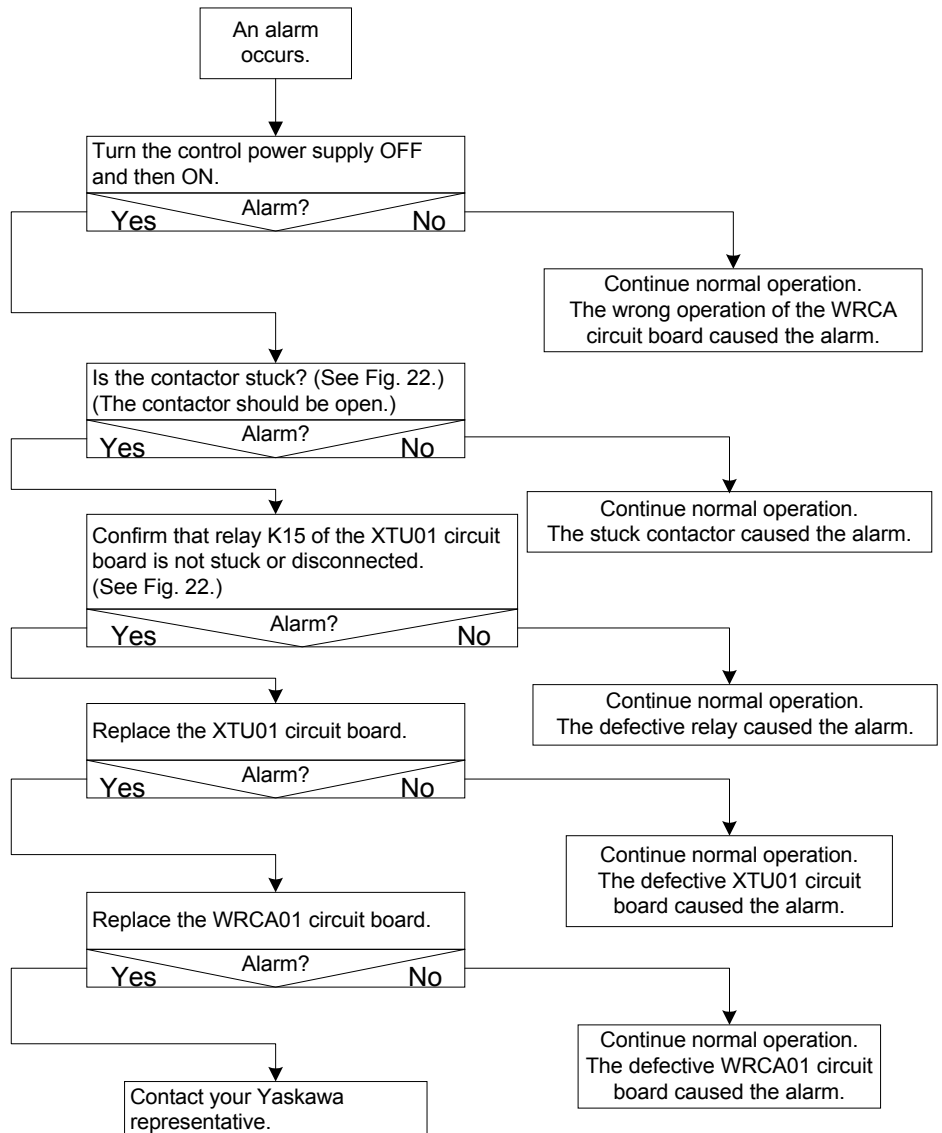 An alarm
occurs.
Turn the control power supply OFF
and then ON.
Alarm?
Yes
No
Continue normal operation.
The wrong operation of the WRCA
circuit board caused the alarm.
Is the contactor stuck? (See Fig. 22.)
(The contactor should be open.)
Alarm?
Yes
No
Continue normal operation.
The stuck contactor caused the alarm.
Confirm that relay K15 of the XTU01 circuit
board is not stuck or disconnected.
(See Fig. 22.)
Alarm?
Yes
No
Continue normal operation.
The defective relay caused the alarm.
Replace the XTU01 circuit board.
Alarm?
Yes
No
Continue normal operation.
The defective XTU01 circuit
board caused the alarm.
Replace the WRCA01 circuit board.
Alarm?
Yes
No
Continue normal operation.
The defective WRCA01 circuit
board caused the alarm.
Contact your Yaskawa
representative.